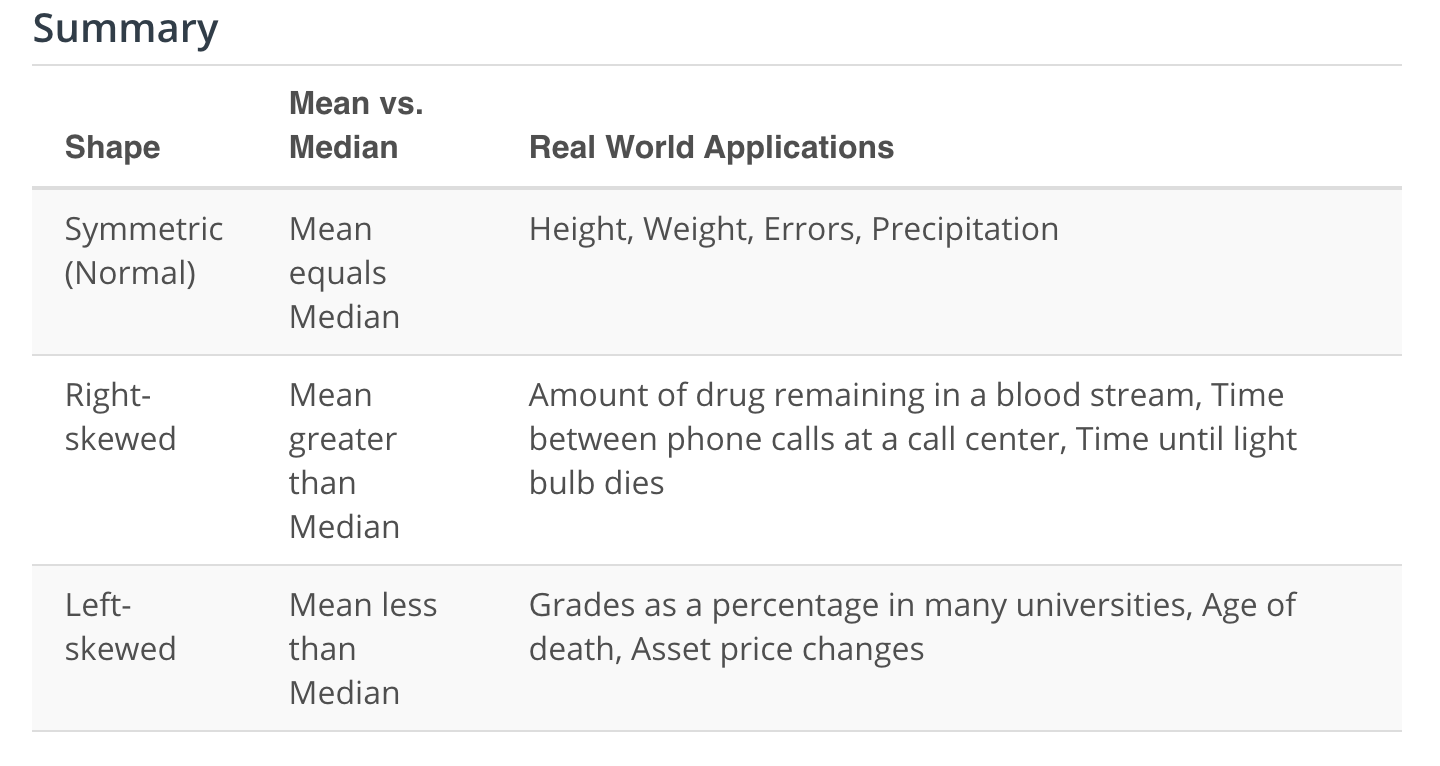 Summary
Mean vs.
Shape Median Real World Applications
Symmetric Mean Height, Weight, Errors, Precipitation
(Normal) equals
Median
Right- Mean Amount of drug remaining in a blood stream, Time
skewed greater between phone calls at a call center, Time until light
than bulb dies
Median
Left- Mean less Grades as a percentage in many universities, Age of
skewed than death, Asset price changes
Median